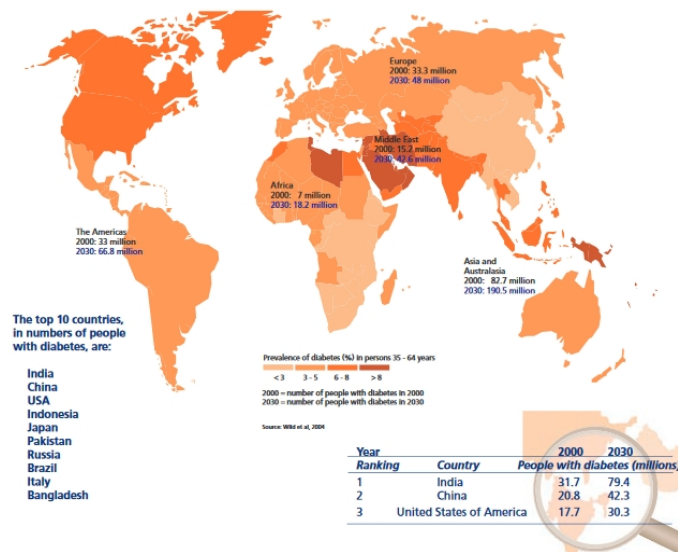 Europe
2000: 33.3 million
2030: 48 million
Middle East
2000: 15.2 million
2030: 42.6 million
Africa
2000: 7 million
2030: 18.2 million
The Americas
2000: 33 million
2030: 66.8 million
Asia and
Australasia
2000: 82.7 million
2030: 190.5 million
The top 10 countries,
in numbers of people
with diabetes, are:
India
China
USA
Indonesia
Japan
Pakistan
Russia
Brazil
Italy
Bangladesh
Prevalence of diabetes (%) in persons 35 - 64 years
<3 3-5 6-8 >8
2000 = number of people with diabetes in 2000
2030 = number of people with diabetes in 2030
Source: Wild et al, 2004
Year 2000 2030
Ranking Country People with diabetes (millions)
1 India 31.7 79.4
2 China 20.8 42.3
3 United States of America 17.7 30.3